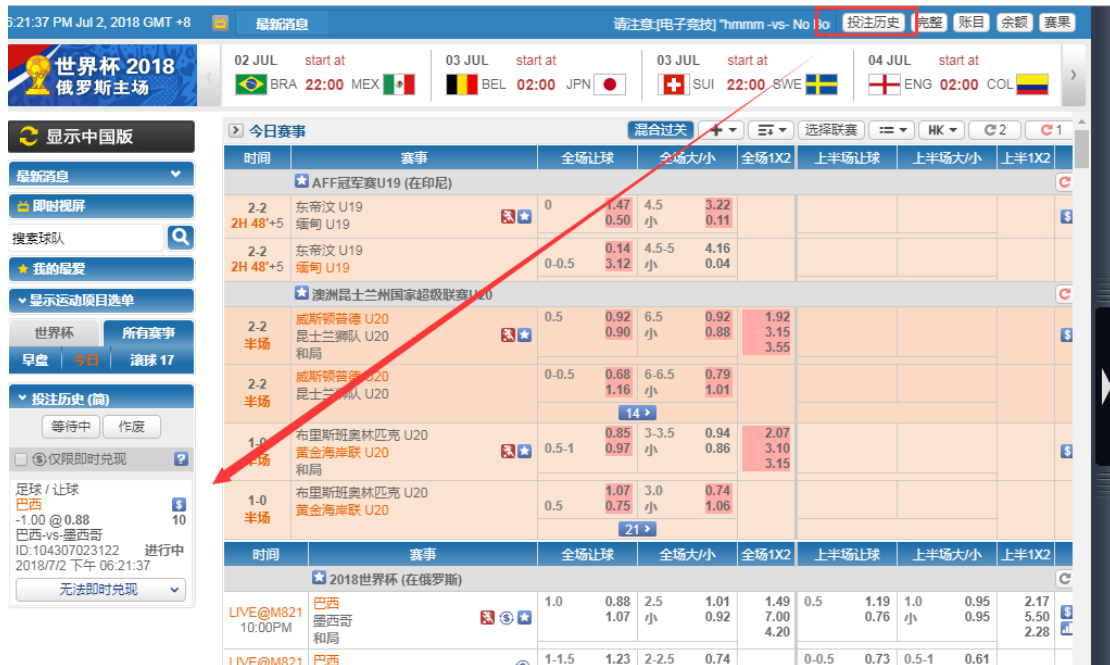 6:21:37 PM Jul 2, 2018 GMT +8
最新消息
请注意:[电子竞技] "hmmm -vs- No Bo
投注历史
完整
账目
余额
赛果
世界杯 2018
俄罗斯主场
02 JUL start at
BRA 22:00 MEX
03 JUL start at
BEL 02:00 JPN
03 JUL start at
SUI 22:00 SWE
04 JUL start at
ENG 02:00 COL
显示中国版
最新消息
即时视屏
搜索球队
我的最爱
显示运动项目选单
世界杯 所有赛事
早盘 今日 滚球 17
投注历史 (简)
等待中 作废
仅限即时兑现 ?
足球 / 让球
巴西 $
-1.00 @ 0.88 10
巴西-vs-墨西哥
ID:104307023122 进行中
2018/7/2 下午 06:21:37
无法即时兑现
今日赛事
混合过关 选择联赛 HK 2 1
时间 赛事 全场让球 全场大/小 全场1X2 上半场让球 上半场大/小 上半1X2
AFF冠军赛U19 (在印尼)
2-2 东帝汶 U19 0 1.47 4.5 3.22
2H 48'+5 缅甸 U19 0.50 小 0.11 $
2-2 东帝汶 U19 0.14 4.5-5 4.16
2H 48'+5 缅甸 U19 0-0.5 3.12 小 0.04
澳洲昆士兰州国家超级联赛U20
2-2 威斯顿普德 U20 0.5 0.92 6.5 0.92 1.92
半场 昆士兰狮队 U20 0.90 小 0.88 3.15 $
和局 3.55
2-2 威斯顿普德 U20 0-0.5 0.68 6-6.5 0.79
半场 昆士兰狮队 U20 1.16 小 1.01
14
1-0 布里斯班奥林匹克 U20 0.85 3-3.5 0.94 2.07
半场 黄金海岸联 U20 0.5-1 0.97 小 0.86 3.10 $
和局 3.15
1-0 布里斯班奥林匹克 U20 1.07 3.0 0.74
半场 黄金海岸联 U20 0.5 0.75 小 1.06
21
时间 赛事 全场让球 全场大/小 全场1X2 上半场让球 上半场大/小 上半1X2
2018世界杯 (在俄罗斯)
LIVE@M821 巴西 1.0 0.88 2.5 1.01 1.49 0.5 1.19 1.0 0.95 2.17
10:00PM 墨西哥 1.07 小 0.92 7.00 0.76 小 0.95 5.50 $
和局 4.20 2.28
LIVE@M821 巴西 1-1.5 1.23 2-2.5 0.74 0-0.5 0.73 0.5-1 0.61